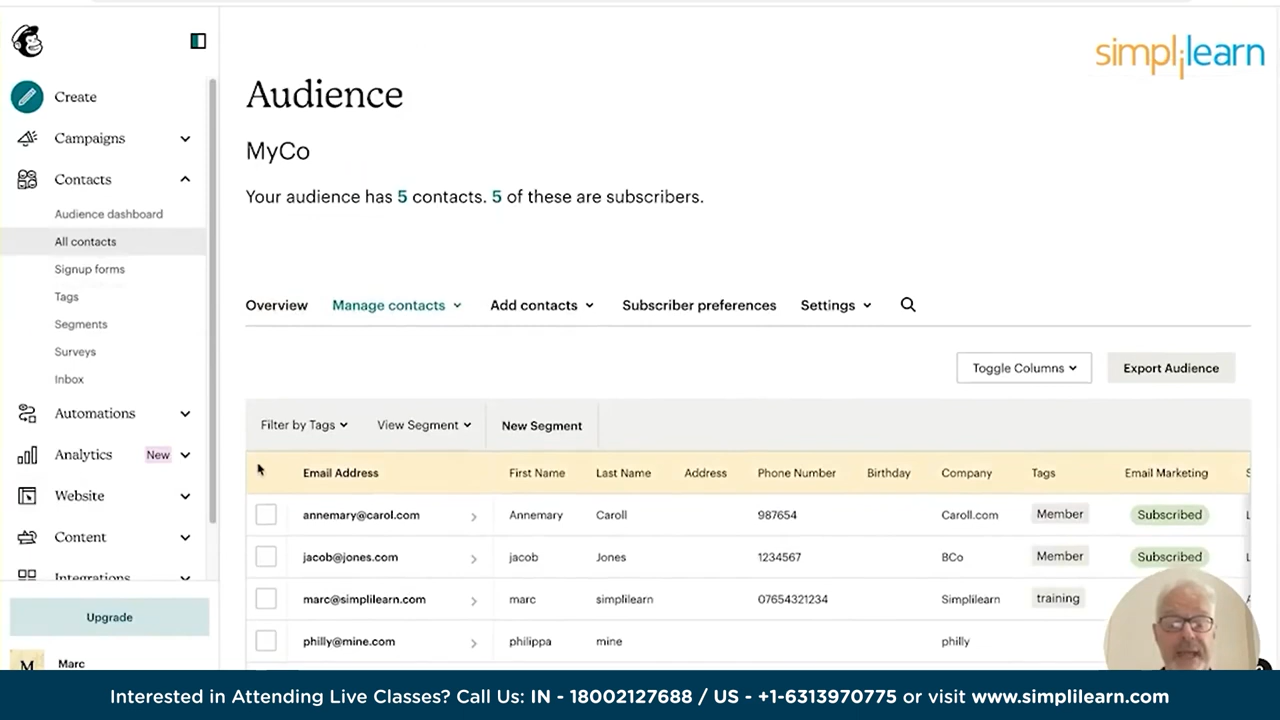 simplilearn
Create
Campaigns
Contacts
Audience dashboard
All contacts
Signup forms
Tags
Segments
Surveys
Inbox
Automations
Analytics New
Website
Content
Integrations
Upgrade
M Marc
Audience
MyCo
Your audience has 5 contacts. 5 of these are subscribers.
Overview Manage contacts Add contacts Subscriber preferences Settings
Toggle Columns Export Audience
Filter by Tags View Segment New Segment
Email Address First Name Last Name Address Phone Number Birthday Company Tags Email Marketing
annemary@carol.com Annemary Caroll 987654 Caroll.com Member Subscribed
jacob@jones.com jacob Jones 1234567 BCo Member Subscribed
marc@simplilearn.com marc simplilearn 07654321234 Simplilearn training
philly@mine.com philippa mine philly
Interested in Attending Live Classes? Call Us: IN - 18002127688 / US - +1-6313970775 or visit www.simplilearn.com